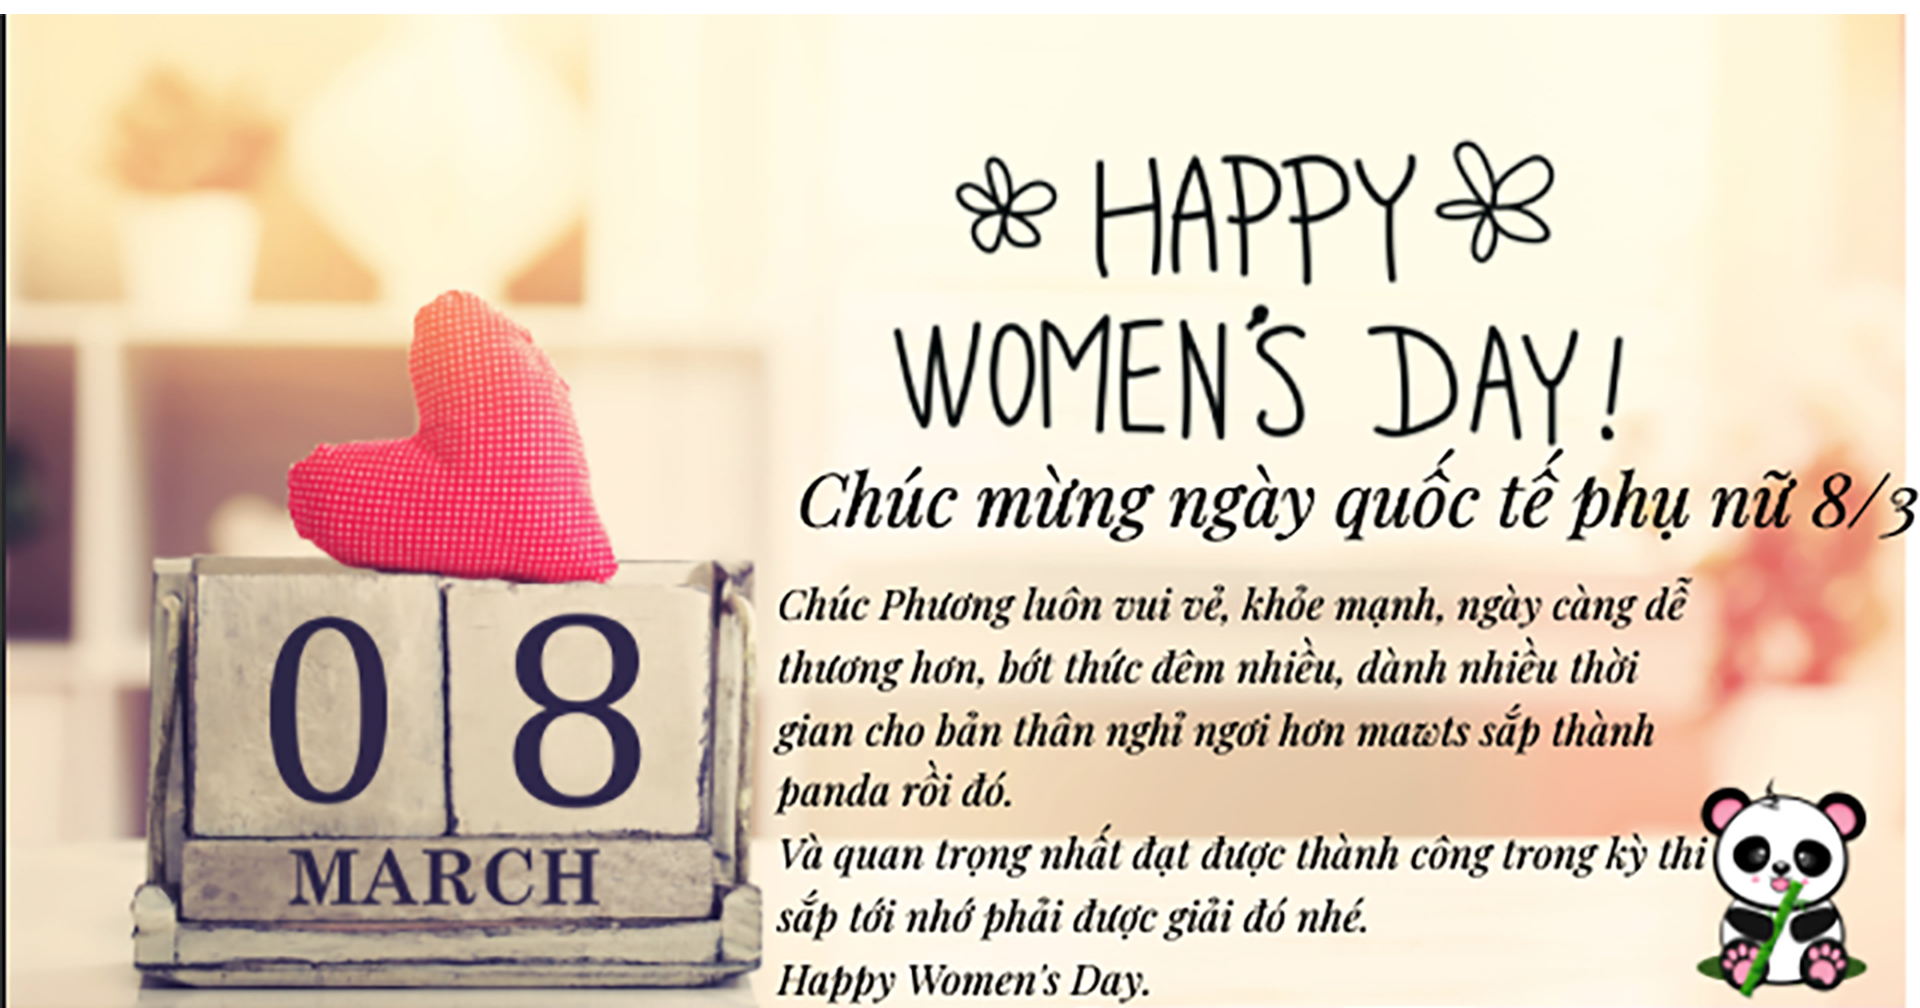 HAPPY
WOMEN'S DAY!
Chúc mừng ngày quốc tế phụ nữ 8/3
Chúc Phương luôn vui vẻ, khỏe mạnh, ngày càng dễ
thương hơn, bớt thức đêm nhiều, dành nhiều thời
gian cho bản thân nghỉ ngơi hơn mawts sắp thành
panda rồi đó.
Và quan trọng nhất đạt được thành công trong kỳ thi
sắp tới nhớ phải được giải đó nhé.
Happy Women's Day.
08
MARCH